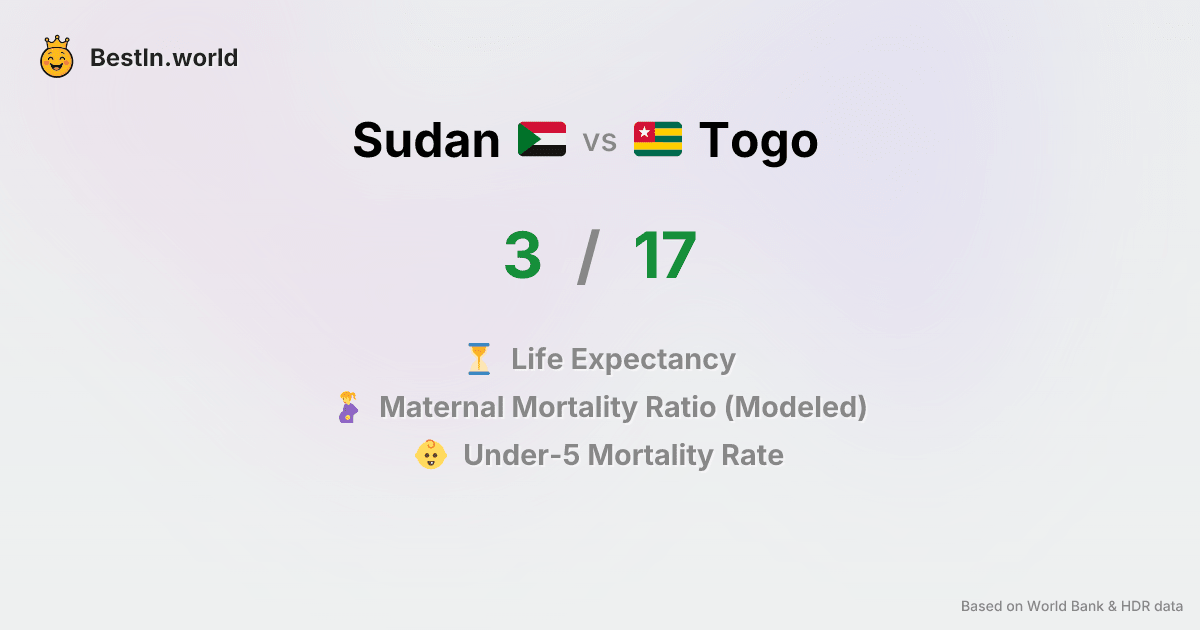 BestIn.world
Sudan vs Togo
3 / 17
Life Expectancy
Maternal Mortality Ratio (Modeled)
Under-5 Mortality Rate
Based on World Bank & HDR data